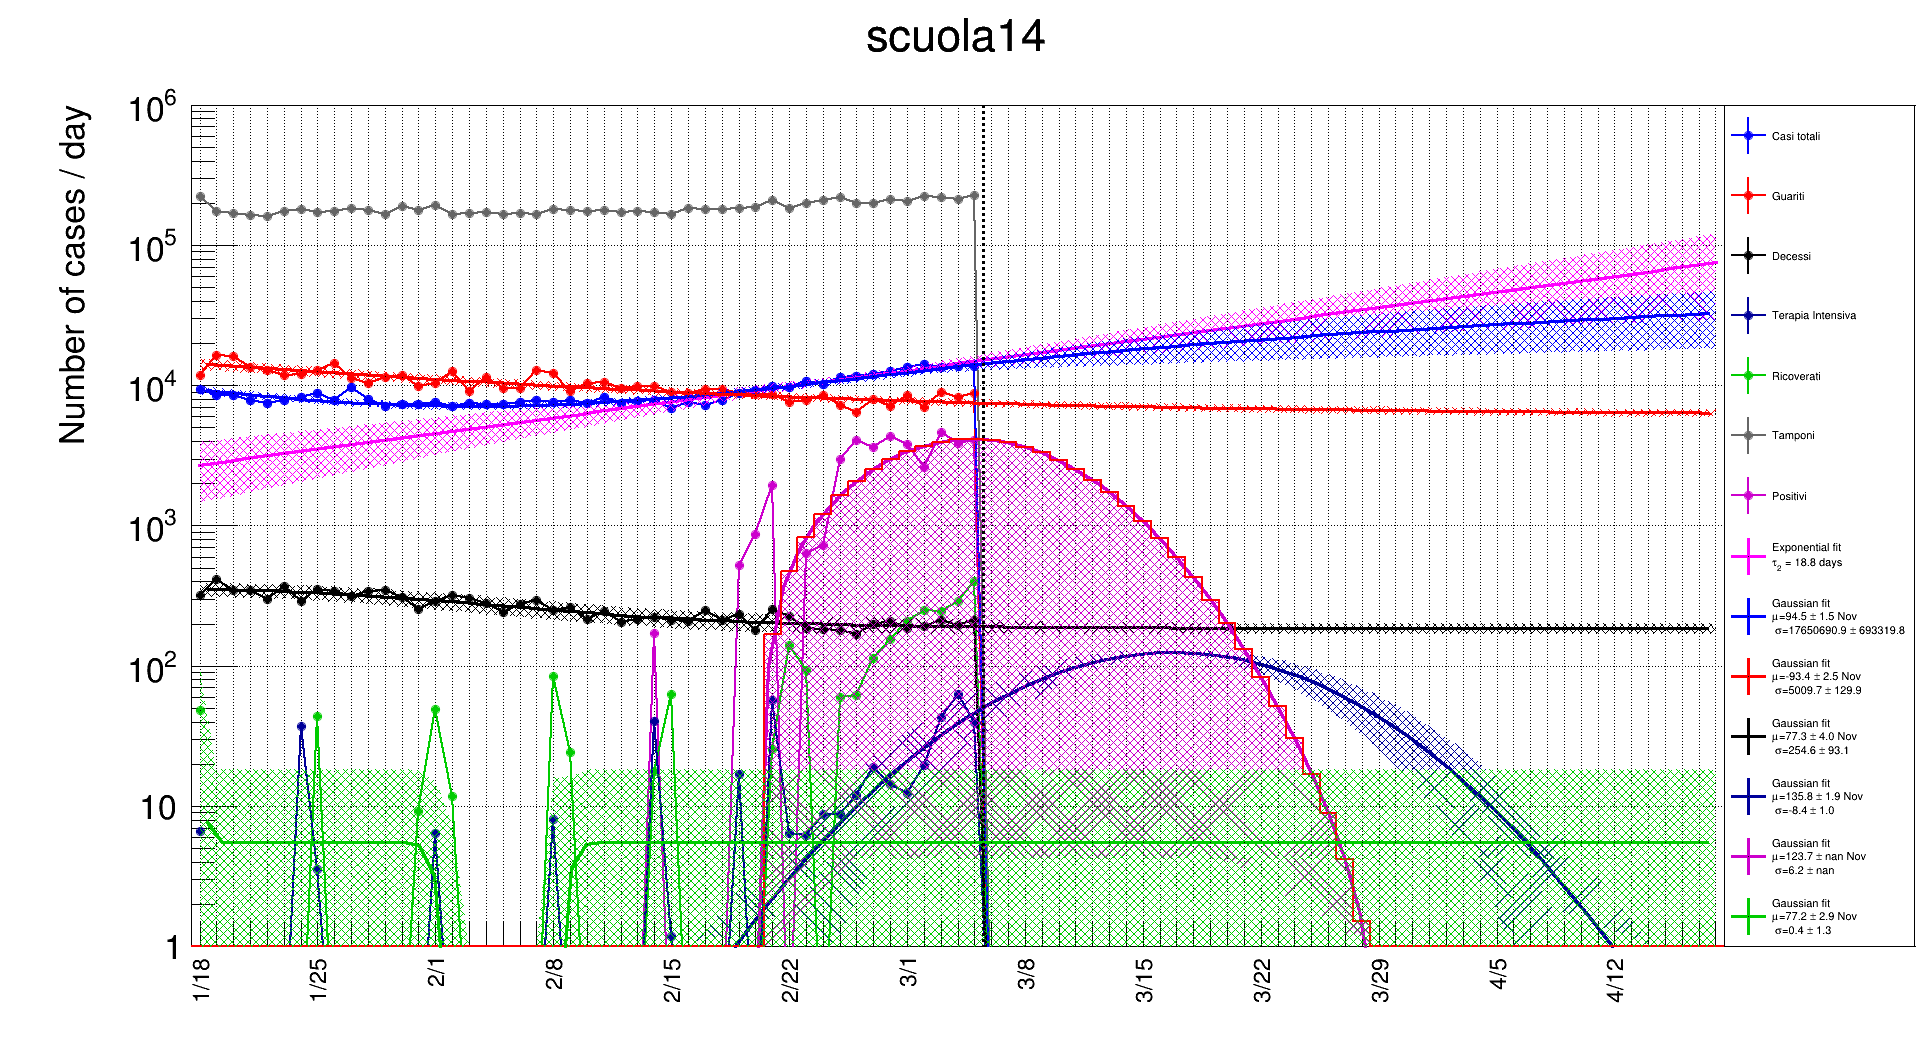 scuola14
Number of cases / day
10^6
10^5
10^4
10^3
10^2
10
1
1/18
1/25
2/1
2/8
2/15
2/22
3/1
3/8
3/15
3/22
3/29
4/5
4/12
Casi totali
Guariti
Decessi
Terapia Intensiva
Ricoverati
Tamponi
Positivi
Exponential fit
τ_2 = 18.8 days
Gaussian fit
μ=94.5 ± 1.5 Nov
σ=17650690.9 ± 693319.8
Gaussian fit
μ=-93.4 ± 2.5 Nov
σ=5009.7 ± 129.9
Gaussian fit
μ=77.3 ± 4.0 Nov
σ=254.6 ± 93.1
Gaussian fit
μ=135.8 ± 1.9 Nov
σ=-8.4 ± 1.0
Gaussian fit
μ=123.7 ± nan Nov
σ=6.2 ± nan
Gaussian fit
μ=77.2 ± 2.9 Nov
σ=0.4 ± 1.3